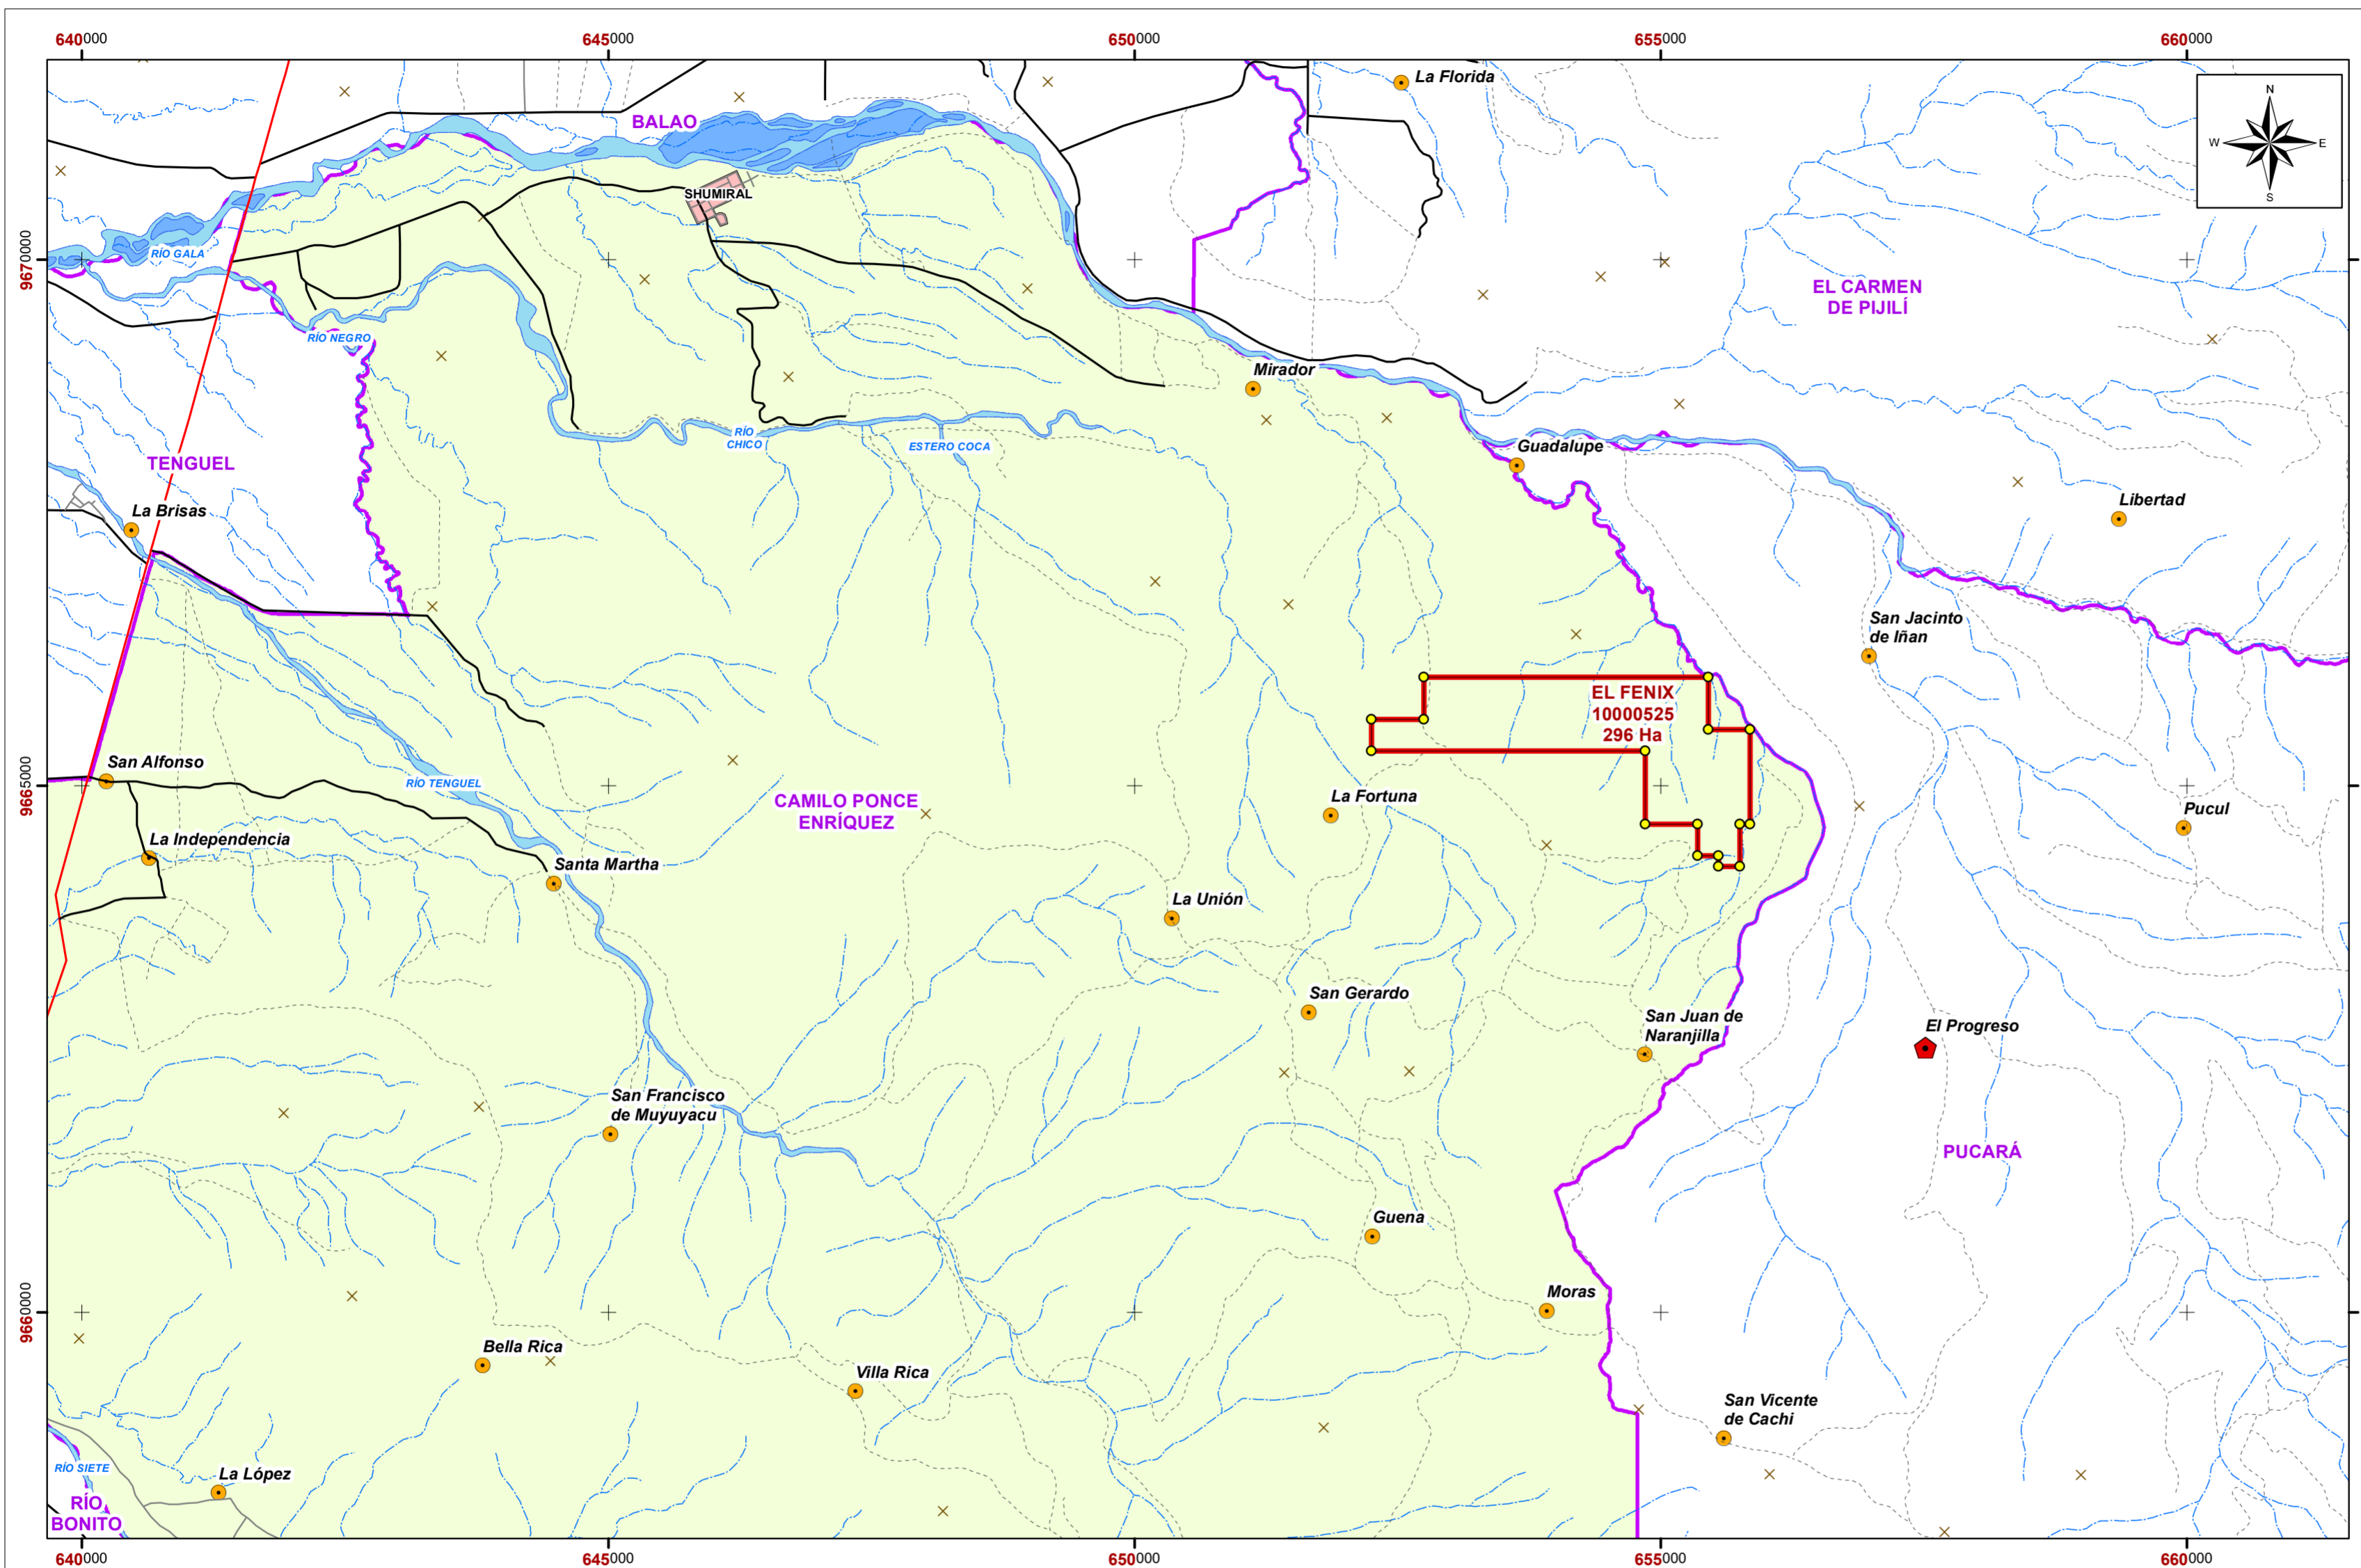 640000
645000
650000
655000
660000
La Florida
N
W
E
S
BALAO
SHUMIRAL
9670000
RÍO GALA
EL CARMEN
DE PIJILÍ
RÍO NEGRO
Mirador
RÍO
CHICO
ESTERO COCA
Guadalupe
TENGUEL
Libertad
La Brisas
San Jacinto
de Iñan
EL FENIX
10000525
296 Ha
San Alfonso
RÍO TENGUEL
9665000
CAMILO PONCE
ENRÍQUEZ
La Fortuna
Pucul
La Independencia
Santa Martha
La Unión
San Gerardo
San Juan de
Naranjilla
El Progreso
San Francisco
de Muyuyacu
PUCARÁ
Guena
Moras
9660000
Bella Rica
Villa Rica
San Vicente
de Cachi
RÍO SIETE
La López
RÍO
BONITO
640000
645000
650000
655000
660000